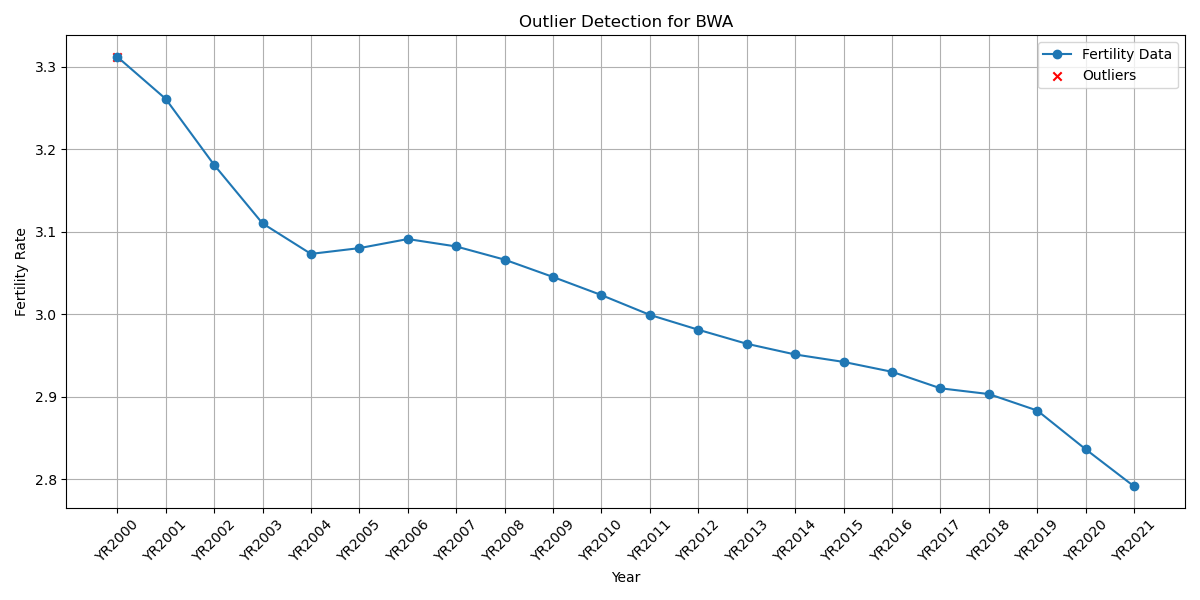 Outlier Detection for BWA
Fertility Data
Outliers
3.3
3.2
3.1
3.0
2.9
2.8
Fertility Rate
YR2000
YR2001
YR2002
YR2003
YR2004
YR2005
YR2006
YR2007
YR2008
YR2009
YR2010
YR2011
YR2012
YR2013
YR2014
YR2015
YR2016
YR2017
YR2018
YR2019
YR2020
YR2021
Year